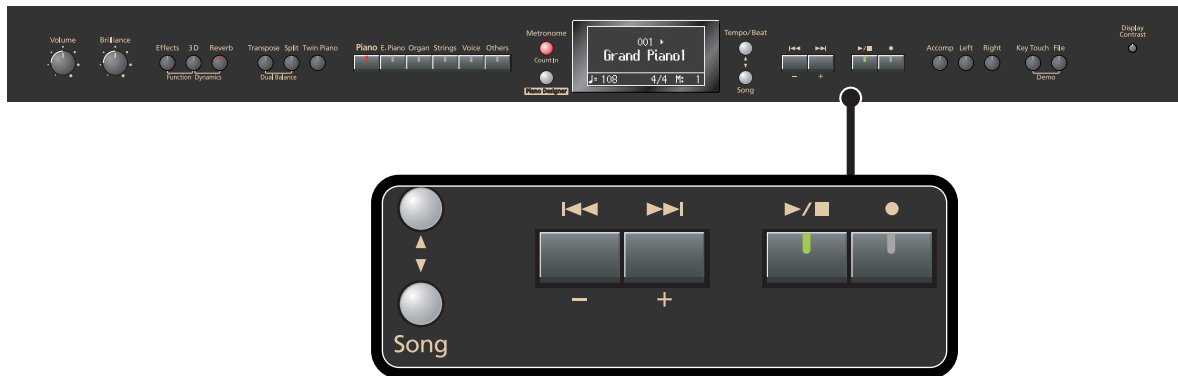 Volume
Brilliance
Effects 3D Reverb
Function Dynamics
Transpose Split Twin Piano
Dual Balance
Piano E. Piano Organ Strings Voice Others
Metronome
Count In
Piano Designer
001
Grand Piano1
♩= 108 4/4 M: 1
Tempo/Beat
Song
▶/■ ●
− +
Accomp Left Right
Key Touch File
Demo
Display
Contrast
▶/■ ●
− +
Song